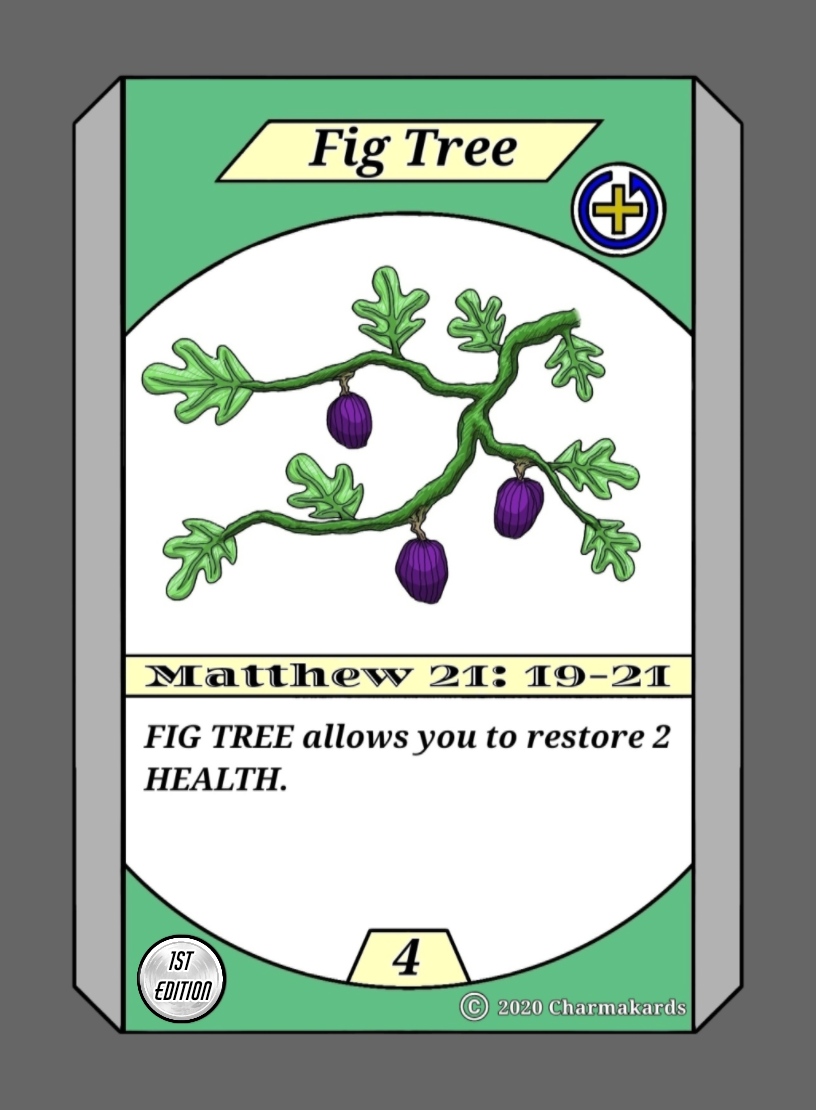 Fig Tree
Matthew 21: 19-21
FIG TREE allows you to restore 2
HEALTH.
4
1ST
EDITION
© 2020 Charmakards